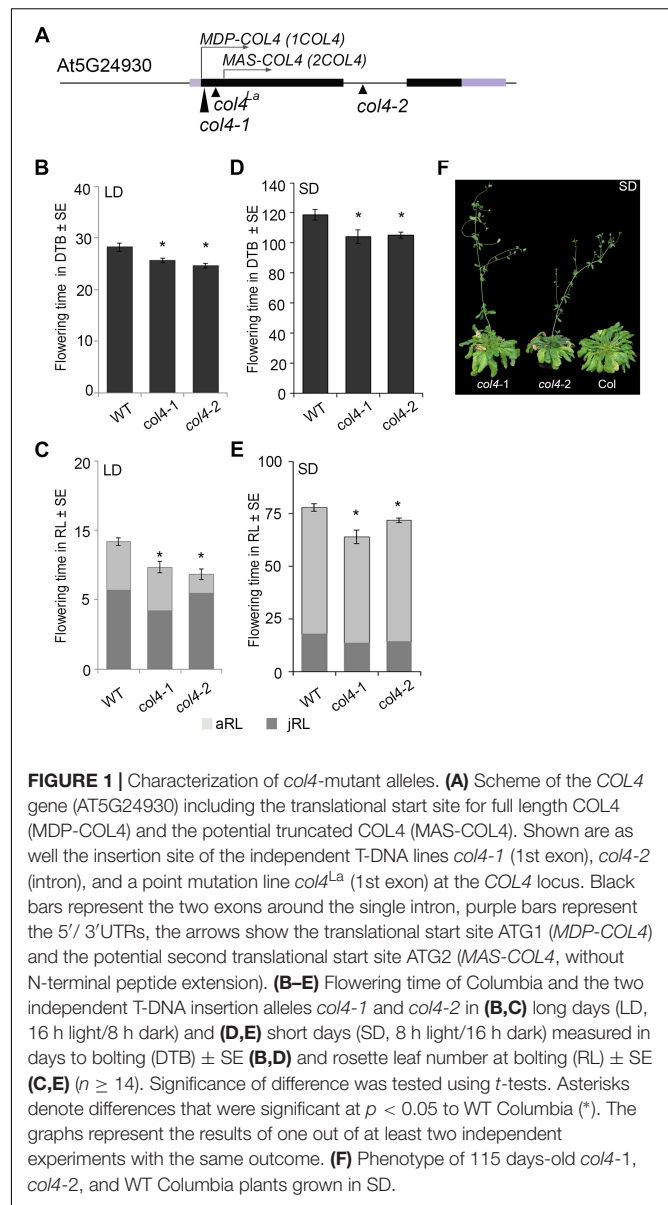 A
MDP-COL4 (1COL4)
MAS-COL4 (2COL4)
At5G24930
col4La
col4-1
col4-2
B
LD
Flowering time in DTB ± SE
40
30
20
10
0
*
*
WT
col4-1
col4-2
D
SD
Flowering time in DTB ± SE
140
120
100
80
60
40
20
0
*
*
WT
col4-1
col4-2
F
SD
col4-1
col4-2
Col
C
LD
Flowering time in RL ± SE
20
15
5
0
*
*
WT
col4-1
col4-2
E
SD
Flowering time in RL ± SE
100
75
50
25
0
*
*
WT
col4-1
col4-2
aRL
jRL
FIGURE 1 | Characterization of col4-mutant alleles. (A) Scheme of the COL4
gene (AT5G24930) including the translational start site for full length COL4
(MDP-COL4) and the potential truncated COL4 (MAS-COL4). Shown are as
well the insertion site of the independent T-DNA lines col4-1 (1st exon), col4-2
(intron), and a point mutation line col4La (1st exon) at the COL4 locus. Black
bars represent the two exons around the single intron, purple bars represent
the 5′/ 3′UTRs, the arrows show the translational start site ATG1 (MDP-COL4)
and the potential second translational start site ATG2 (MAS-COL4, without
N-terminal peptide extension). (B–E) Flowering time of Columbia and the two
independent T-DNA insertion alleles col4-1 and col4-2 in (B,C) long days (LD,
16 h light/8 h dark) and (D,E) short days (SD, 8 h light/16 h dark) measured in
days to bolting (DTB) ± SE (B,D) and rosette leaf number at bolting (RL) ± SE
(C,E) (n ≥ 14). Significance of difference was tested using t-tests. Asterisks
denote differences that were significant at p < 0.05 to WT Columbia (*). The
graphs represent the results of one out of at least two independent
experiments with the same outcome. (F) Phenotype of 115 days-old col4-1,
col4-2, and WT Columbia plants grown in SD.